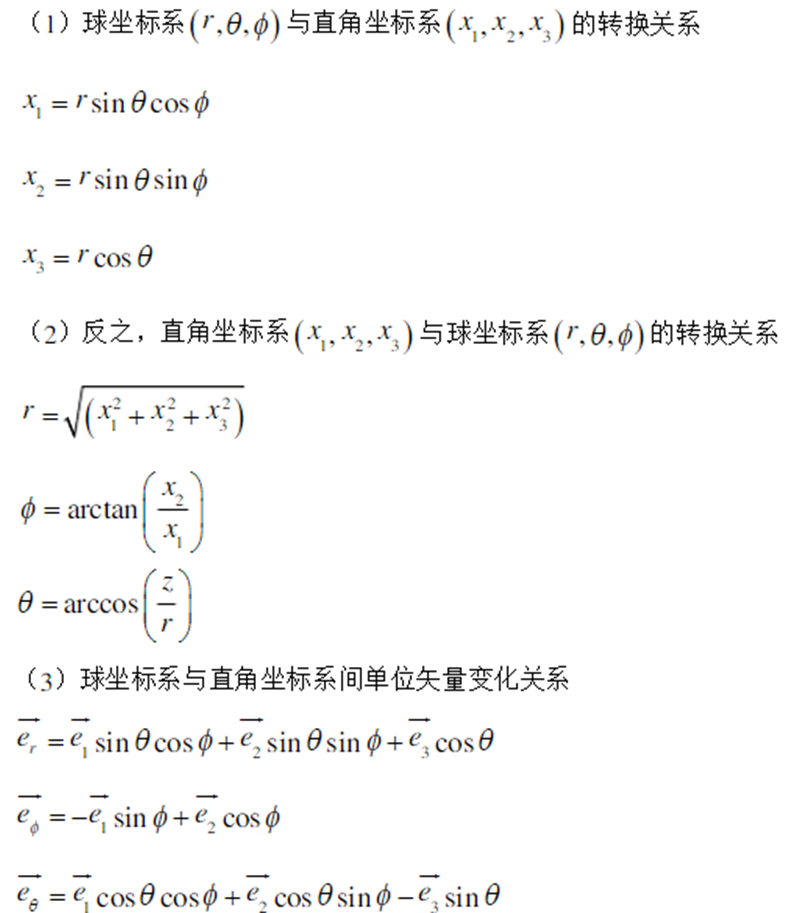 （1）球坐标系(r,θ,ϕ)与直角坐标系(x₁,x₂,x₃)的转换关系
x₁ = r sin θ cos ϕ
x₂ = r sin θ sin ϕ
x₃ = r cos θ
（2）反之，直角坐标系(x₁,x₂,x₃)与球坐标系(r,θ,ϕ)的转换关系
r = √(x₁² + x₂² + x₃²)
ϕ = arctan(x₂/x₁)
θ = arccos(z/r)
（3）球坐标系与直角坐标系间单位矢量变化关系
e⃗ᵣ = e⃗₁ sin θ cos ϕ + e⃗₂ sin θ sin ϕ + e⃗₃ cos θ
e⃗_ϕ = −e⃗₁ sin ϕ + e⃗₂ cos ϕ
e⃗_θ = e⃗₁ cos θ cos ϕ + e⃗₂ cos θ sin ϕ − e⃗₃ sin θ